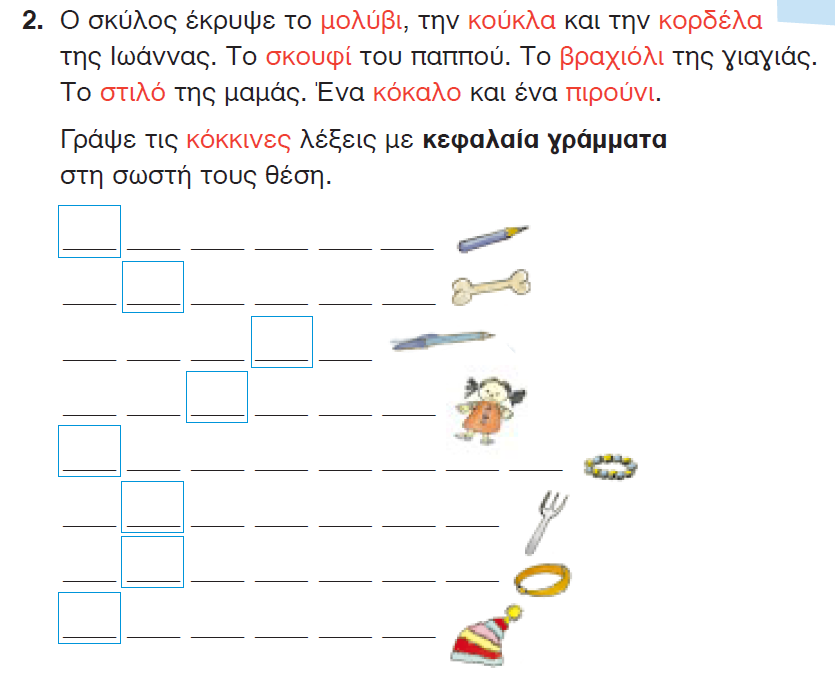 2. Ο σκύλος έκρυψε το μολύβι, την κούκλα και την κορδέλα
της Ιωάννας. Το σκουφί του παππού. Το βραχιόλι της γιαγιάς.
Το στιλό της μαμάς. Ένα κόκαλο και ένα πιρούνι.
Γράψε τις κόκκινες λέξεις με κεφαλαία γράμματα
στη σωστή τους θέση.